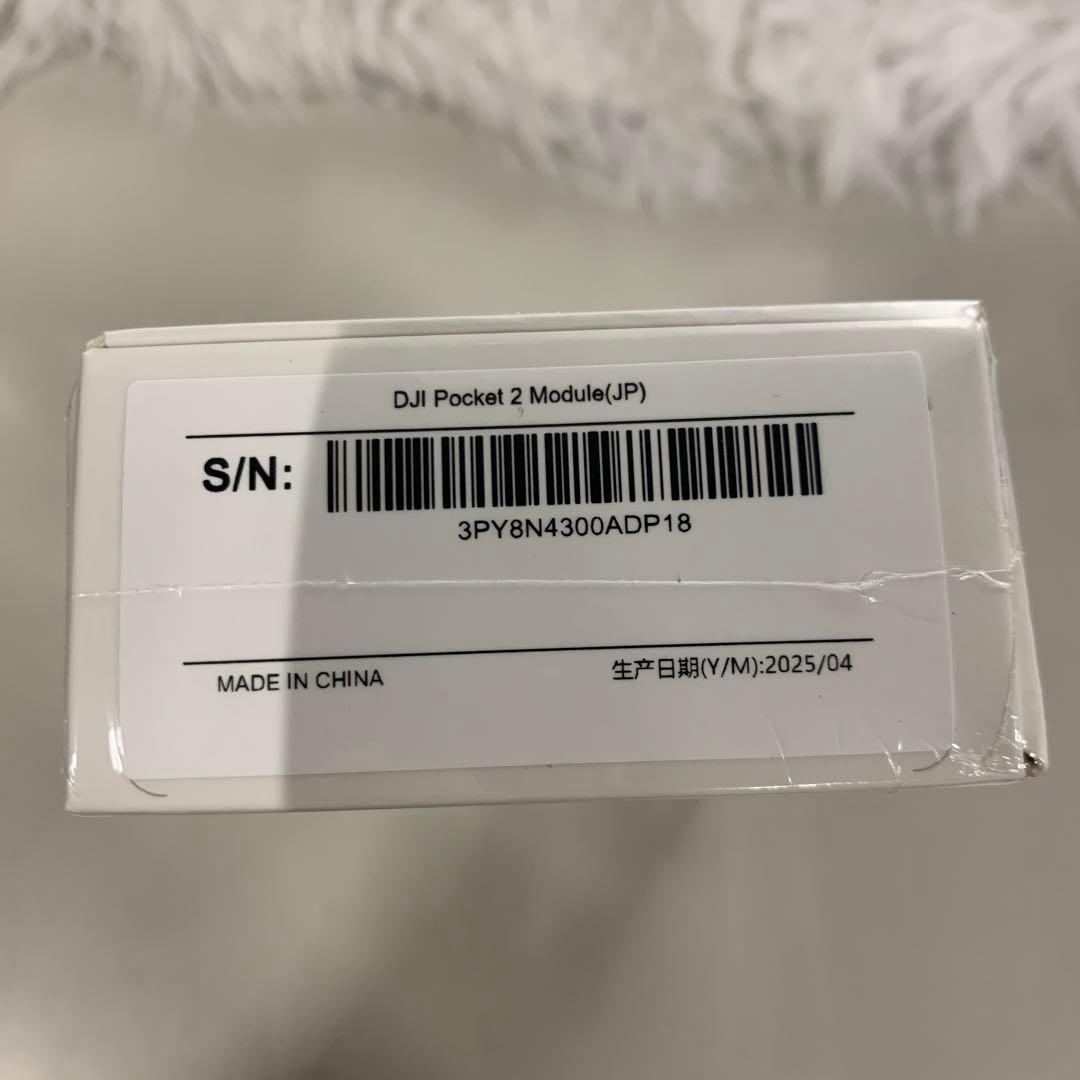 DJI Pocket 2 Module(JP)
S/N:
3PY8N4300ADP18
MADE IN CHINA
生产日期(Y/M):2025/04